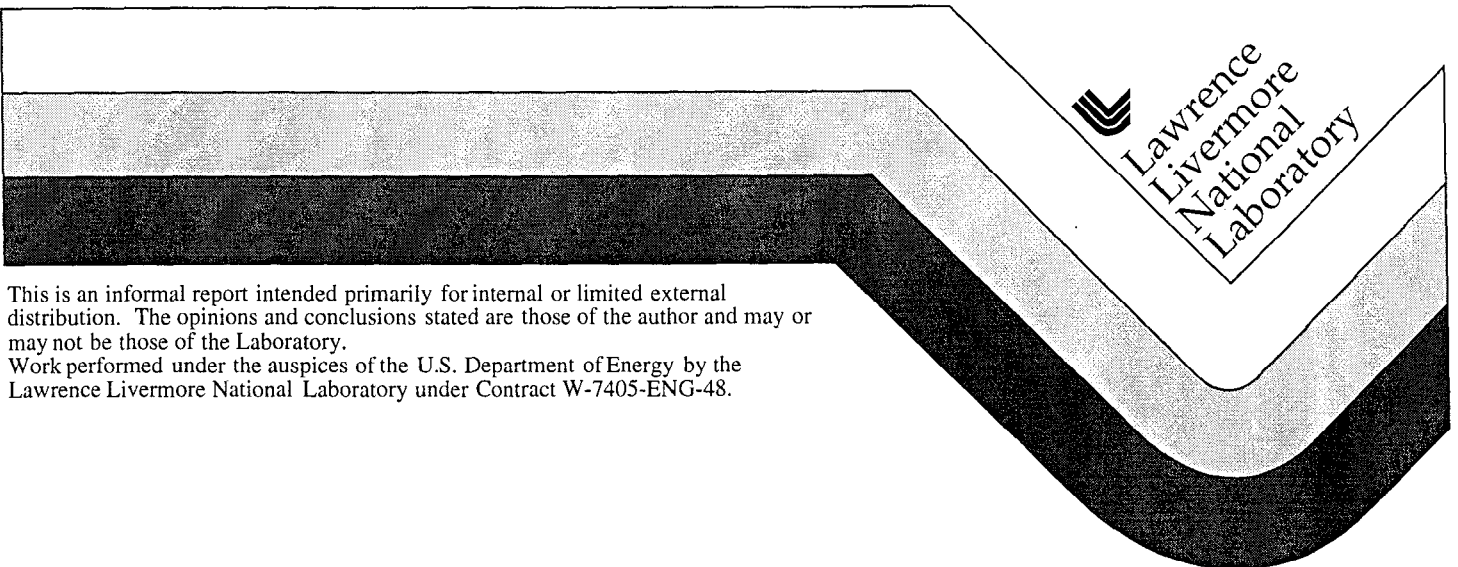 Lawrence
Livermore
National
Laboratory
This is an informal report intended primarily for internal or limited external
distribution. The opinions and conclusions stated are those of the author and may or
may not be those of the Laboratory.
Work performed under the auspices of the U.S. Department of Energy by the
Lawrence Livermore National Laboratory under Contract W-7405-ENG-48.